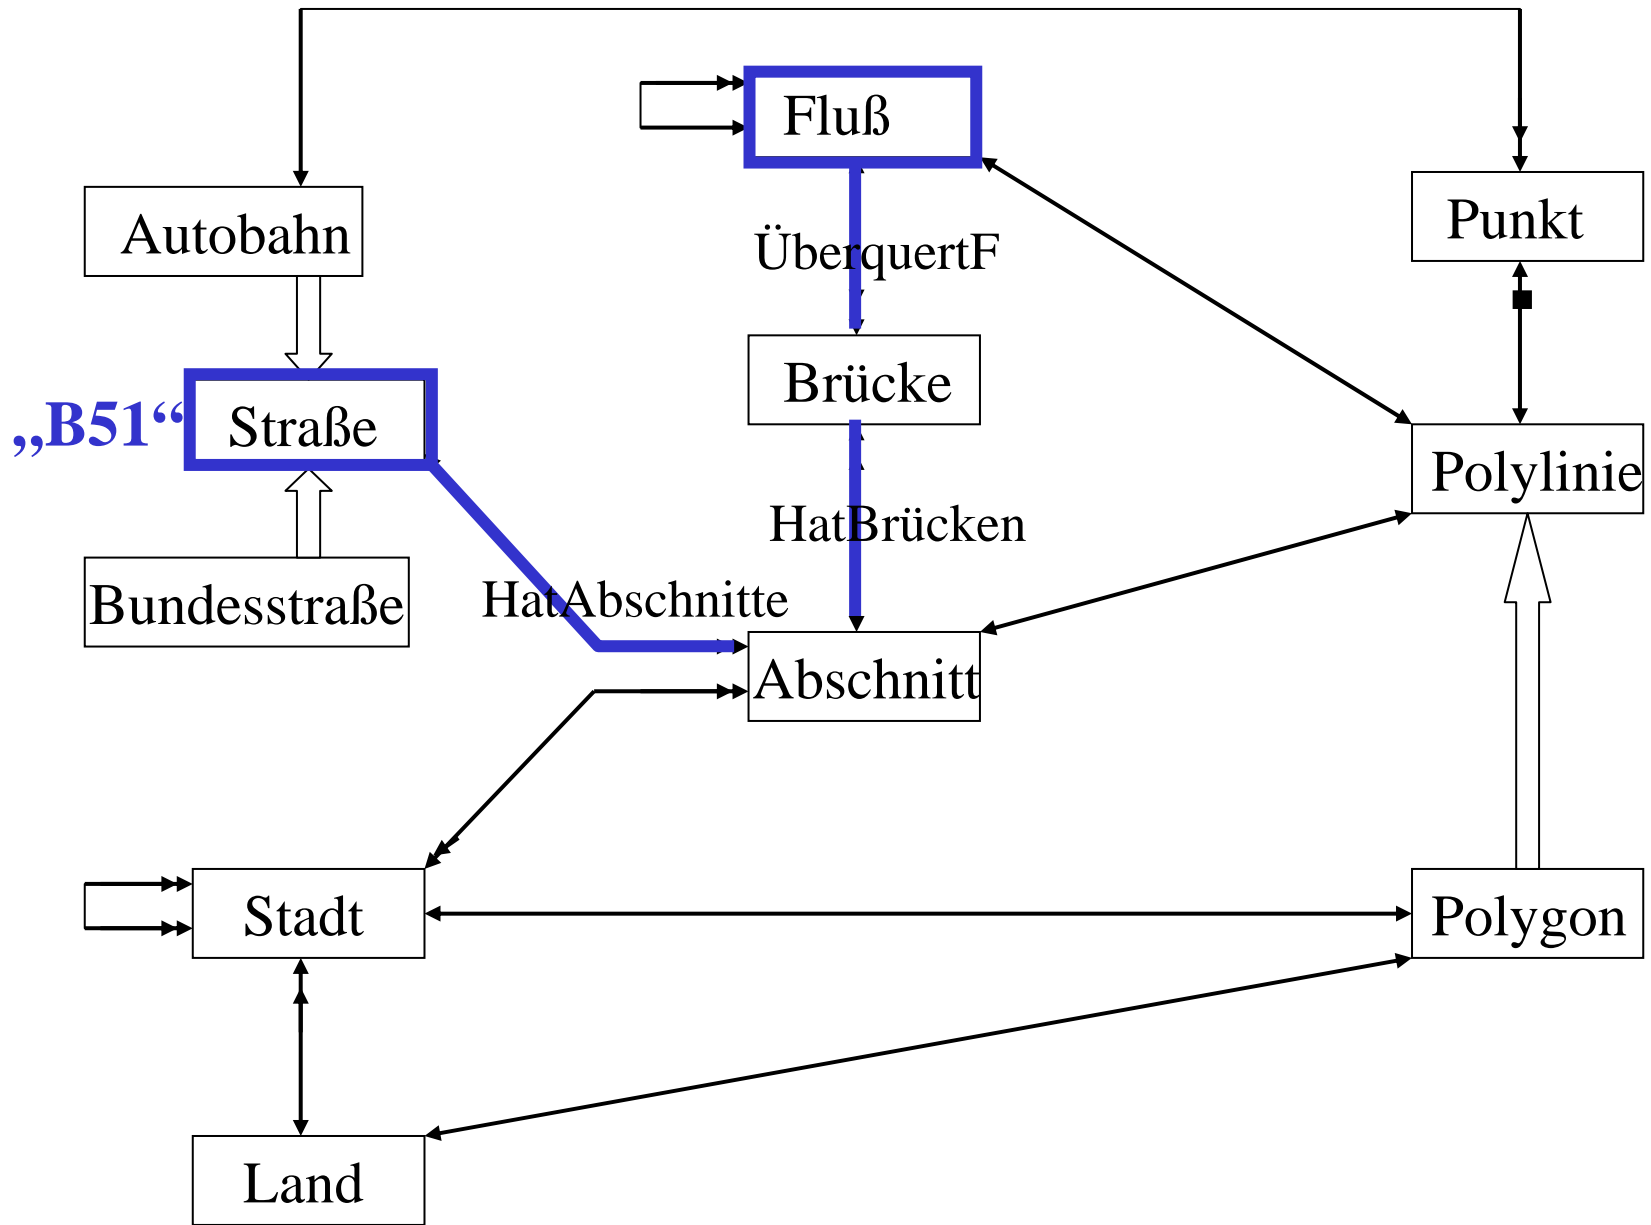 Fluß
Autobahn
Punkt
ÜberquertF
Brücke
„B51“
Straße
Polylinie
HatBrücken
Bundesstraße
HatAbschnitte
Abschnitt
Stadt
Polygon
Land